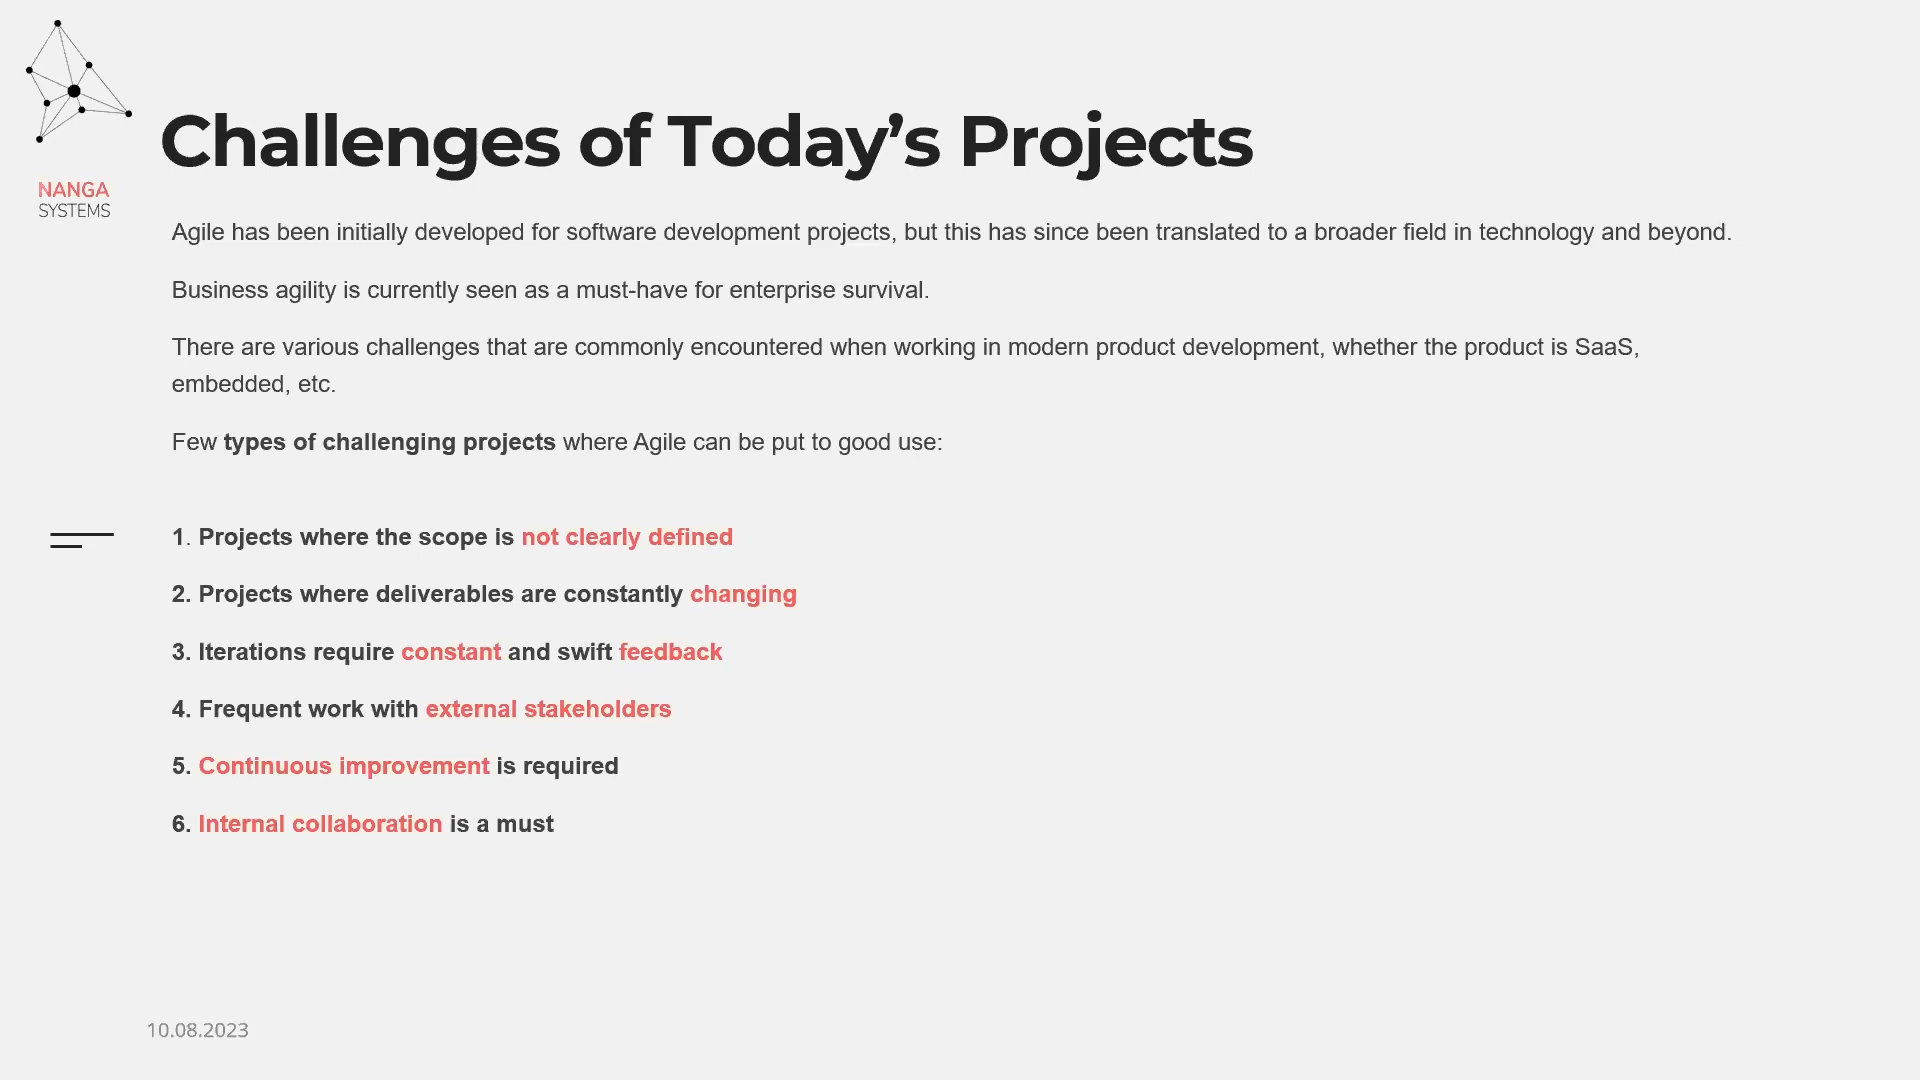 NANGA
SYSTEMS
Challenges of Today’s Projects
Agile has been initially developed for software development projects, but this has since been translated to a broader field in technology and beyond.
Business agility is currently seen as a must-have for enterprise survival.
There are various challenges that are commonly encountered when working in modern product development, whether the product is SaaS,
embedded, etc.
Few types of challenging projects where Agile can be put to good use:
1. Projects where the scope is not clearly defined
2. Projects where deliverables are constantly changing
3. Iterations require constant and swift feedback
4. Frequent work with external stakeholders
5. Continuous improvement is required
6. Internal collaboration is a must
10.08.2023